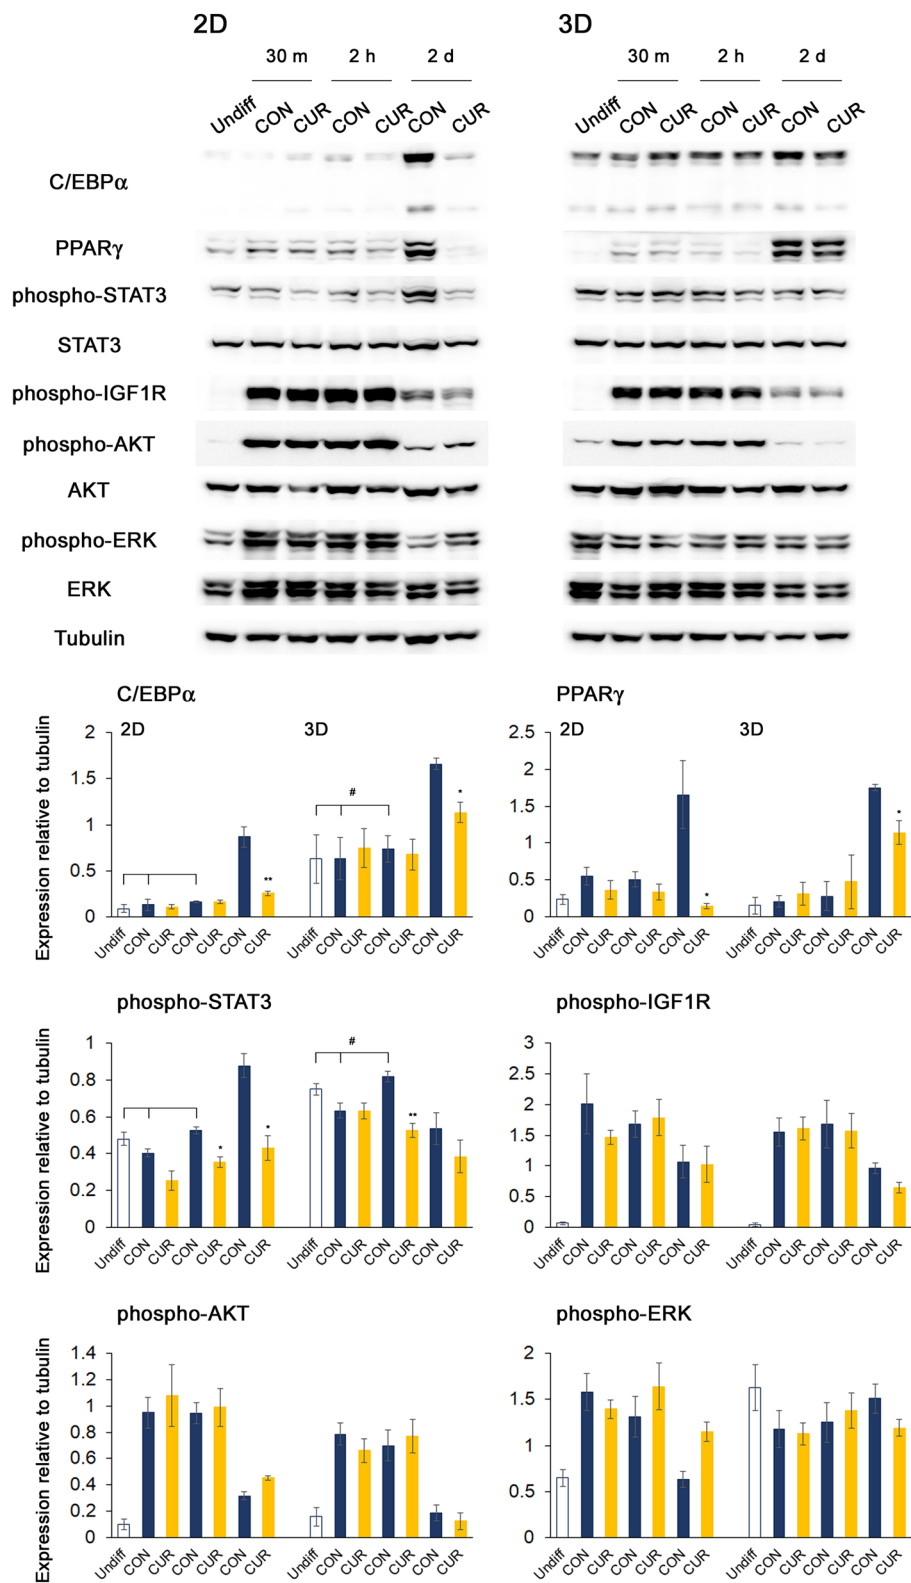 2D 3D
30 m 2 h 2 d 30 m 2 h 2 d
Undiff CON CUR CON CUR CON CUR Undiff CON CUR CON CUR CON CUR
C/EBPα
PPARγ
phospho-STAT3
STAT3
phospho-IGF1R
phospho-AKT
AKT
phospho-ERK
ERK
Tubulin
C/EBPα
Expression relative to tubulin
2D 3D
2
1.5
1
0.5
0
#
**
*
Undiff CON CUR CON CUR CON CUR Undiff CON CUR CON CUR CON CUR
PPARγ
2D 3D
2.5
2
1.5
1
0.5
0
*
*
Undiff CON CUR CON CUR CON CUR Undiff CON CUR CON CUR CON CUR
phospho-STAT3
Expression relative to tubulin
1
0.8
0.6
0.4
0.2
0
#
*
*
**
Undiff CON CUR CON CUR CON CUR Undiff CON CUR CON CUR CON CUR
phospho-IGF1R
3
2.5
2
1.5
1
0.5
0
Undiff CON CUR CON CUR CON CUR Undiff CON CUR CON CUR CON CUR
phospho-AKT
Expression relative to tubulin
1.4
1.2
1
0.8
0.6
0.4
0.2
0
Undiff CON CUR CON CUR CON CUR Undiff CON CUR CON CUR CON CUR
phospho-ERK
2
1.5
1
0.5
0
Undiff CON CUR CON CUR CON CUR Undiff CON CUR CON CUR CON CUR